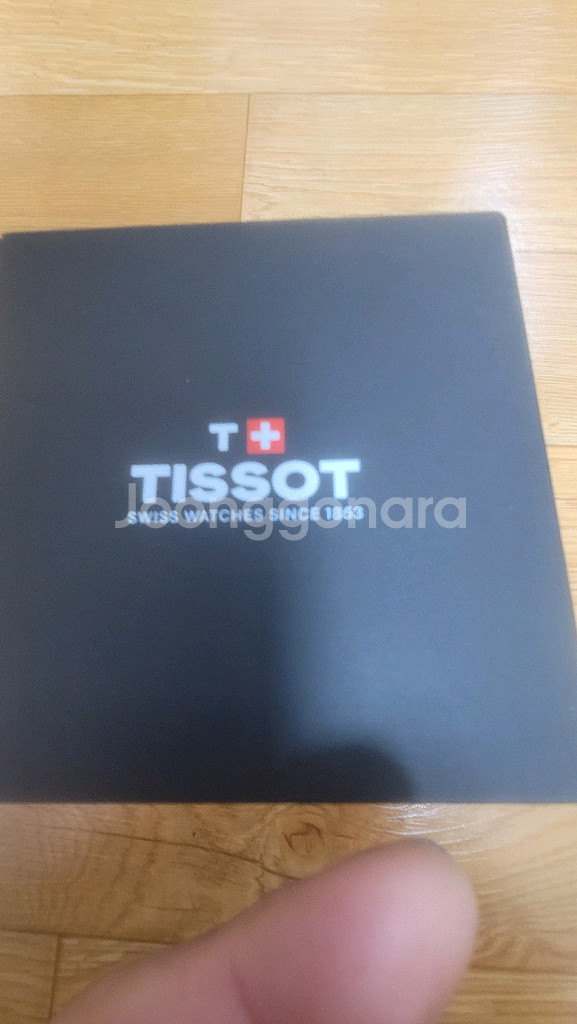 T+
TISSOT
SWISS WATCHES SINCE 1853
Joonggonara